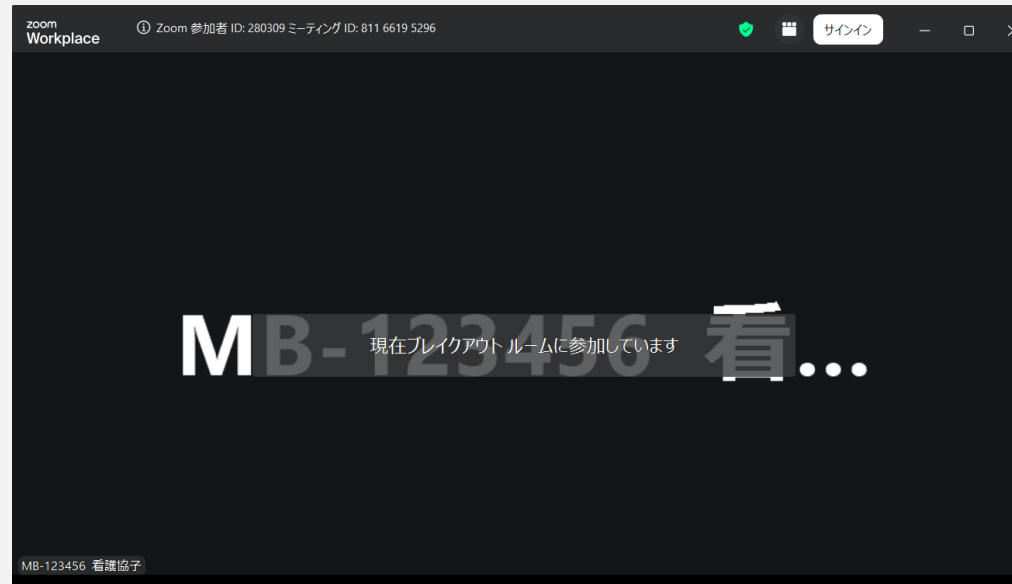 zoom
Workplace
Zoom 参加者 ID: 280309 ミーティング ID: 811 6619 5296
サインイン
MB-123456 看...
現在ブレイクアウト ルームに参加しています
MB-123456 看護協子